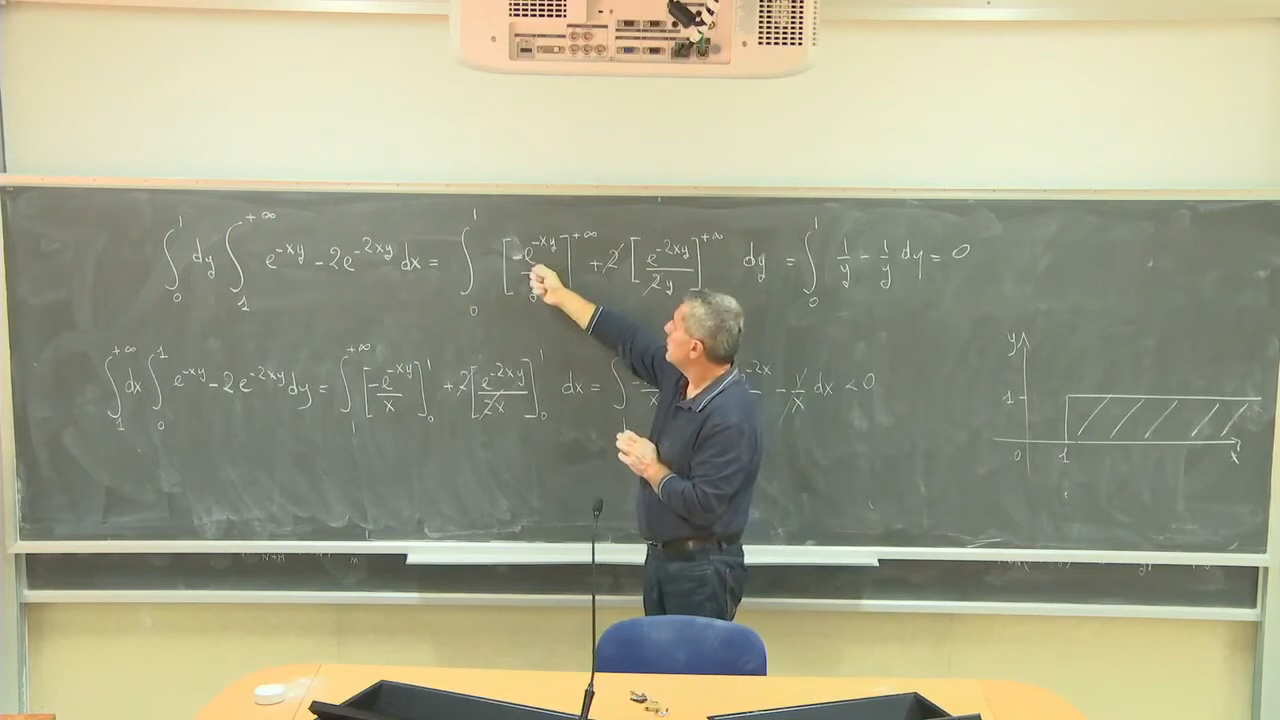 ∫₀¹ dy ∫₁^{+∞} e^{-xy} - 2e^{-2xy} dx = ∫₀¹ [-e^{-xy}]^{+∞} + 2 [e^{-2xy}/2y]^{+∞} dy = ∫₀¹ 1/y - 1/y dy = 0
∫₁^{+∞} dx ∫₀¹ e^{-xy} - 2e^{-2xy} dy = ∫₁^{+∞} [-e^{-xy}/x]₀¹ + 2 [e^{-2xy}/2x]₀¹ dx = ∫ - 1/x dx < 0
y
1
0 1 x